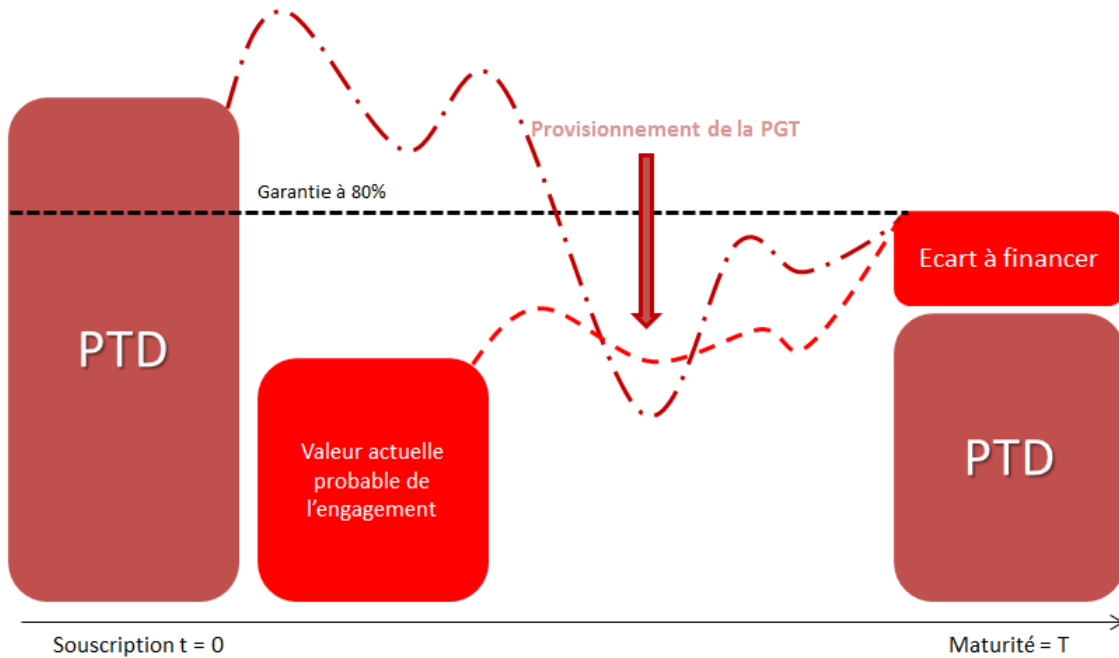 Provisionnement de la PGT
Garantie à 80%
Ecart à financer
PTD
Valeur actuelle
probable de
l'engagement
PTD
Souscription t = 0
Maturité = T